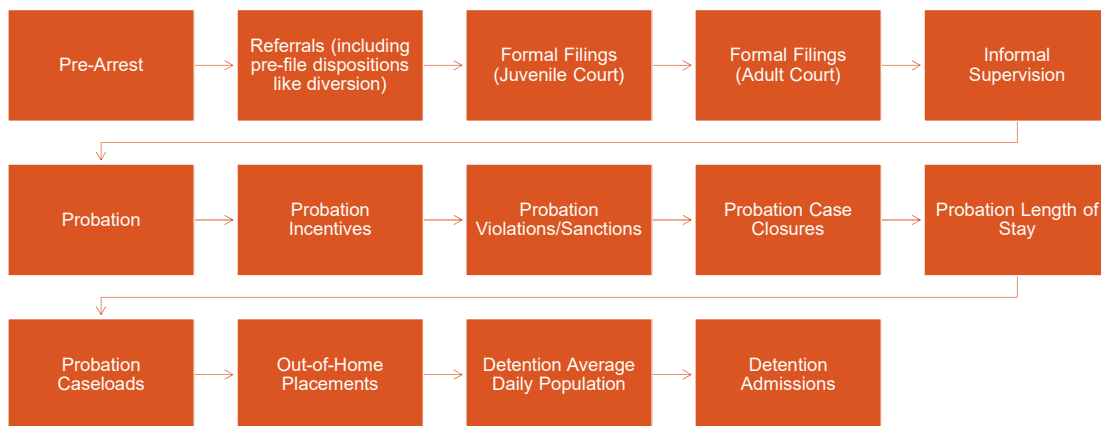 Pre-Arrest
Referrals (including
pre-file dispositions
like diversion)
Formal Filings
(Juvenile Court)
Formal Filings
(Adult Court)
Informal
Supervision
Probation
Probation
Incentives
Probation
Violations/Sanctions
Probation Case
Closures
Probation Length of
Stay
Probation
Caseloads
Out-of-Home
Placements
Detention Average
Daily Population
Detention
Admissions